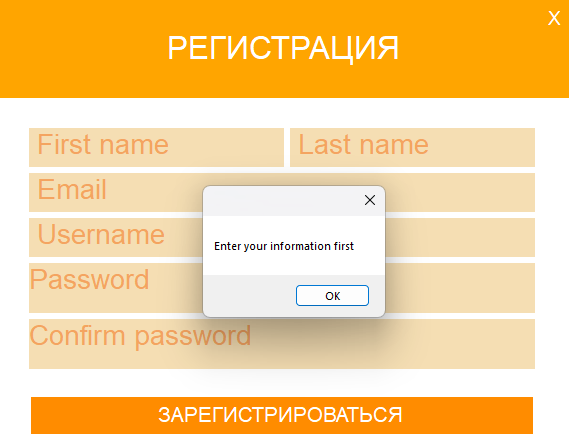 X
РЕГИСТРАЦИЯ
First name Last name
Email
Username
Enter your information first
Password
OK
Confirm password
ЗАРЕГИСТРИРОВАТЬСЯ